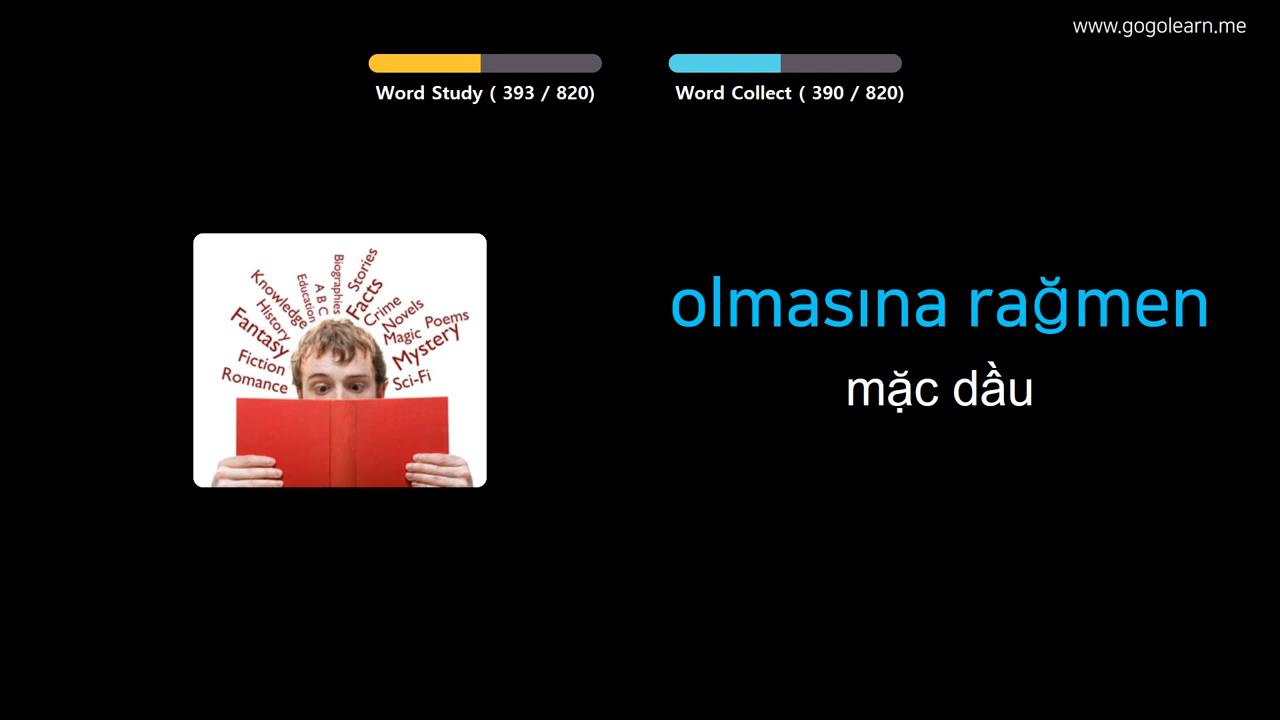 www.gogolearn.me
Word Study ( 393 / 820)
Word Collect ( 390 / 820)
Knowledge
History
Fantasy
Fiction
Romance
Education
A B C
Biographies
Stories
Facts
Crime
Novels
Magic
Poems
Mystery
Sci-Fi
olmasına rağmen
mặc dầu